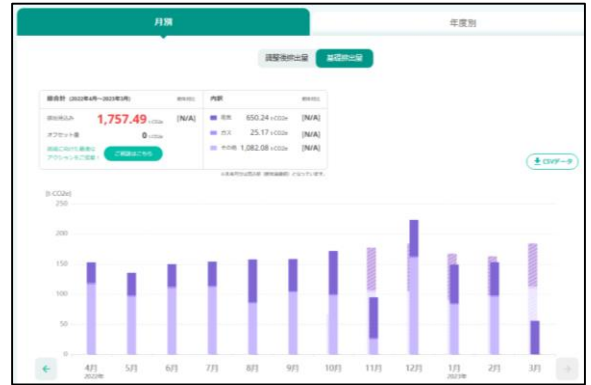 月別
年度別
調整後排出量
基礎排出量
総合計 (2022年4月~2023年3月)
内訳
排出見込み 1,757.49 t-CO2e [N/A]
オフセット量 0 t-CO2e
ご相談はこちら
電気 650.24 t-CO2e [N/A]
ガス 25.17 t-CO2e [N/A]
その他 1,082.08 t-CO2e [N/A]
CSVデータ
[t-CO2e]
250
200
150
100
50
0
4月 5月 6月 7月 8月 9月 10月 11月 12月 1月 2月 3月
2022年 2023年